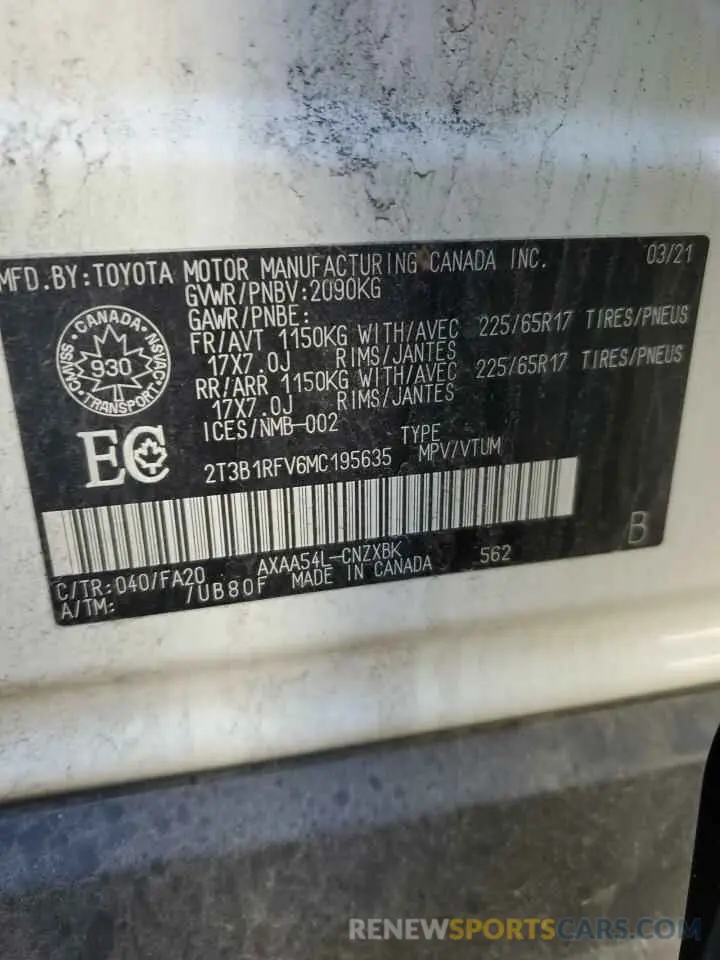 MFD.BY:TOYOTA MOTOR MANUFACTURING CANADA INC. 03/21
GVWR/PNBV:2090KG
GAWR/PNBE:
FR/AVT 1150KG WITH/AVEC 225/65R17 TIRES/PNEUS
17X7.0J RIMS/JANTES
RR/ARR 1150KG WITH/AVEC 225/65R17 TIRES/PNEUS
17X7.0J RIMS/JANTES
ICES/NMB-002
CANADA
CMVSS NSVAC
930
TRANSPORT
EC
2T3B1RFV6MC195635
TYPE
MPV/VTUM
B
C/TR:040/FA20 AXAA54L-CNZXBK 562
A/TM: /UB80F MADE IN CANADA
RENEWSPORTSCARS.COM